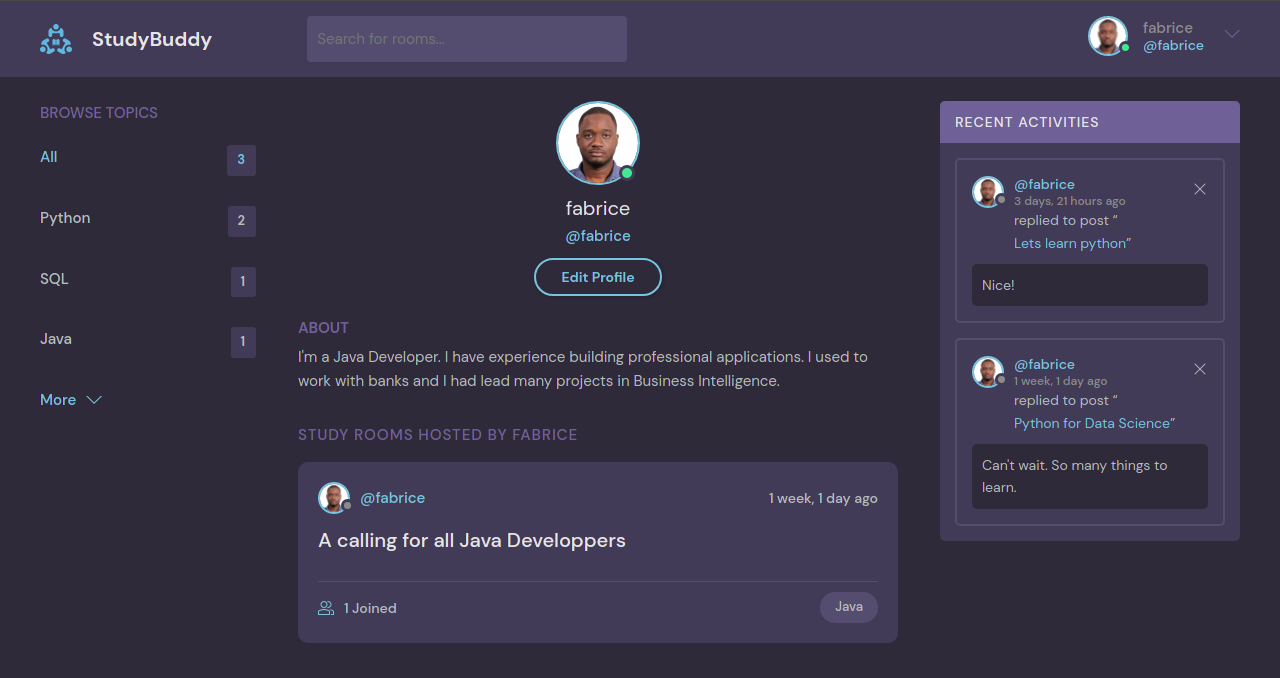 StudyBuddy
Search for rooms...
fabrice
@fabrice
BROWSE TOPICS
All 3
Python 2
SQL 1
Java 1
More
fabrice
@fabrice
Edit Profile
ABOUT
I'm a Java Developer. I have experience building professional applications. I used to
work with banks and I had lead many projects in Business Intelligence.
STUDY ROOMS HOSTED BY FABRICE
@fabrice 1 week, 1 day ago
A calling for all Java Developpers
1 Joined Java
RECENT ACTIVITIES
@fabrice
3 days, 21 hours ago
replied to post “
Lets learn python”
Nice!
@fabrice
1 week, 1 day ago
replied to post “
Python for Data Science”
Can't wait. So many things to
learn.